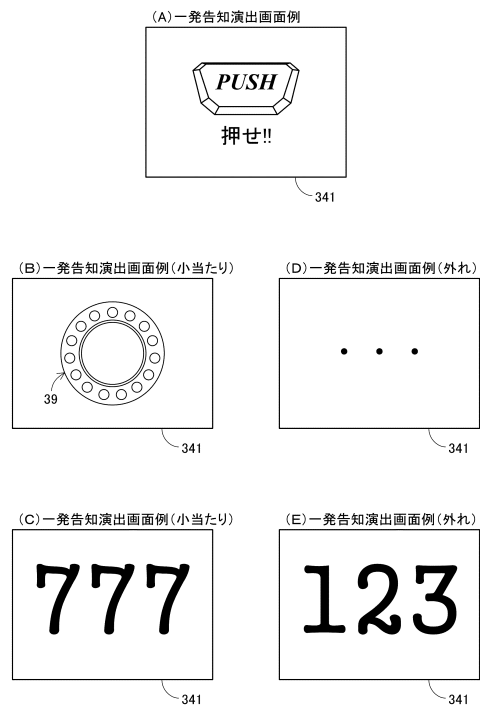 (A)一発告知演出画面例
PUSH
押せ!!
341
(B)一発告知演出画面例(小当たり)
39
341
(D)一発告知演出画面例(外れ)
• • •
341
(C)一発告知演出画面例(小当たり)
777
341
(E)一発告知演出画面例(外れ)
123
341